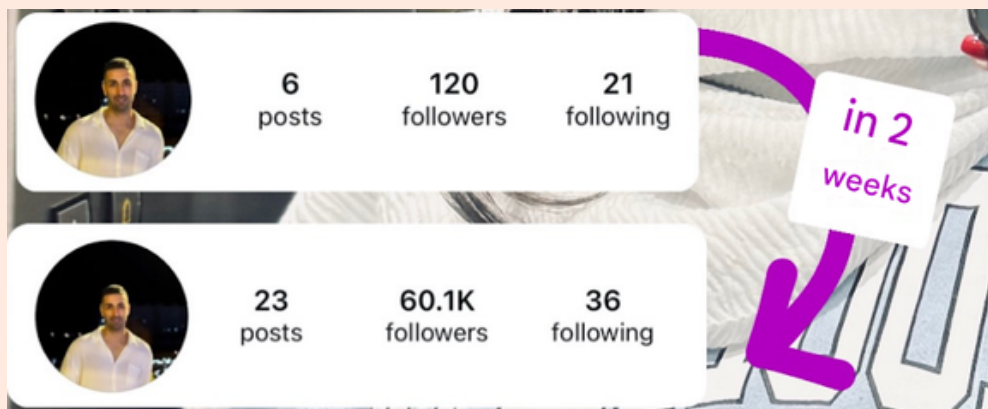 6 120 21
posts followers following
in 2
weeks
23 60.1K 36
posts followers following